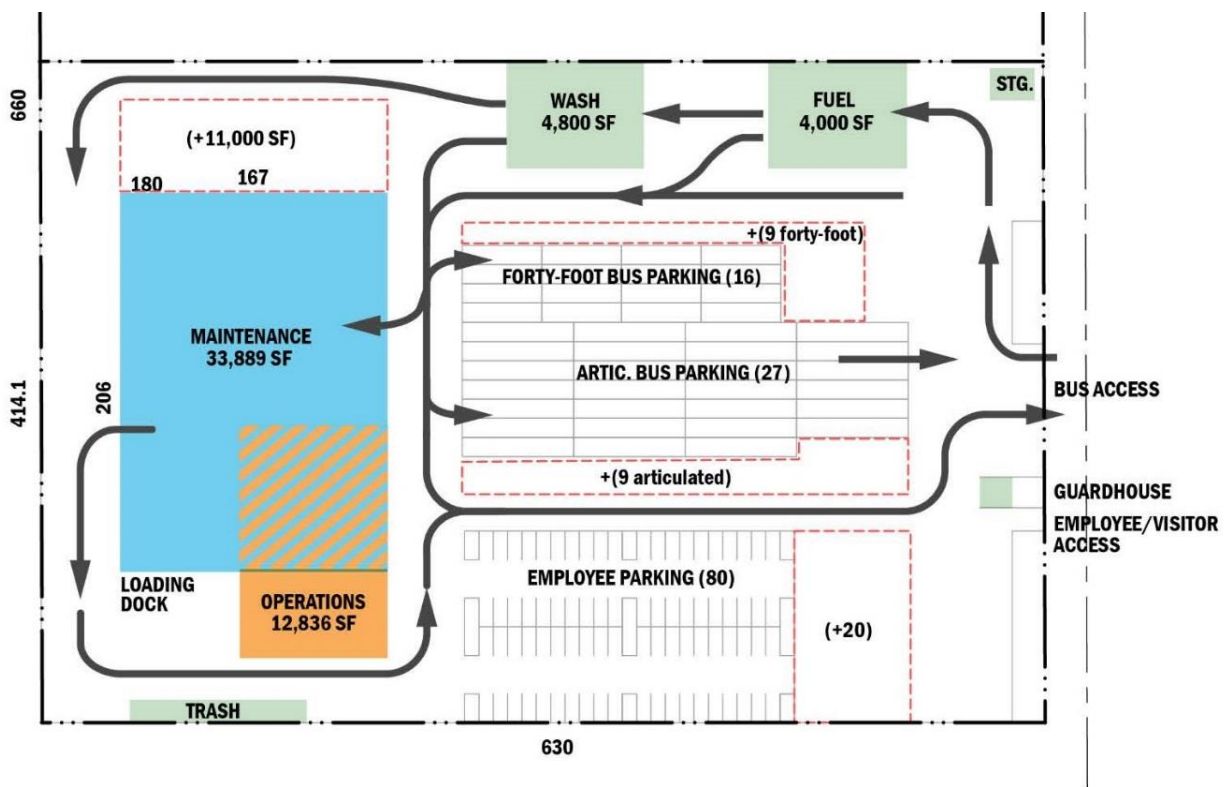 660
WASH
4,800 SF
FUEL
4,000 SF
STG.
(+11,000 SF)
180
167
+(9 forty-foot)
FORTY-FOOT BUS PARKING (16)
MAINTENANCE
33,889 SF
ARTIC. BUS PARKING (27)
BUS ACCESS
206
414.1
+(9 articulated)
GUARDHOUSE
EMPLOYEE/VISITOR
ACCESS
LOADING
DOCK
OPERATIONS
12,836 SF
EMPLOYEE PARKING (80)
(+20)
TRASH
630